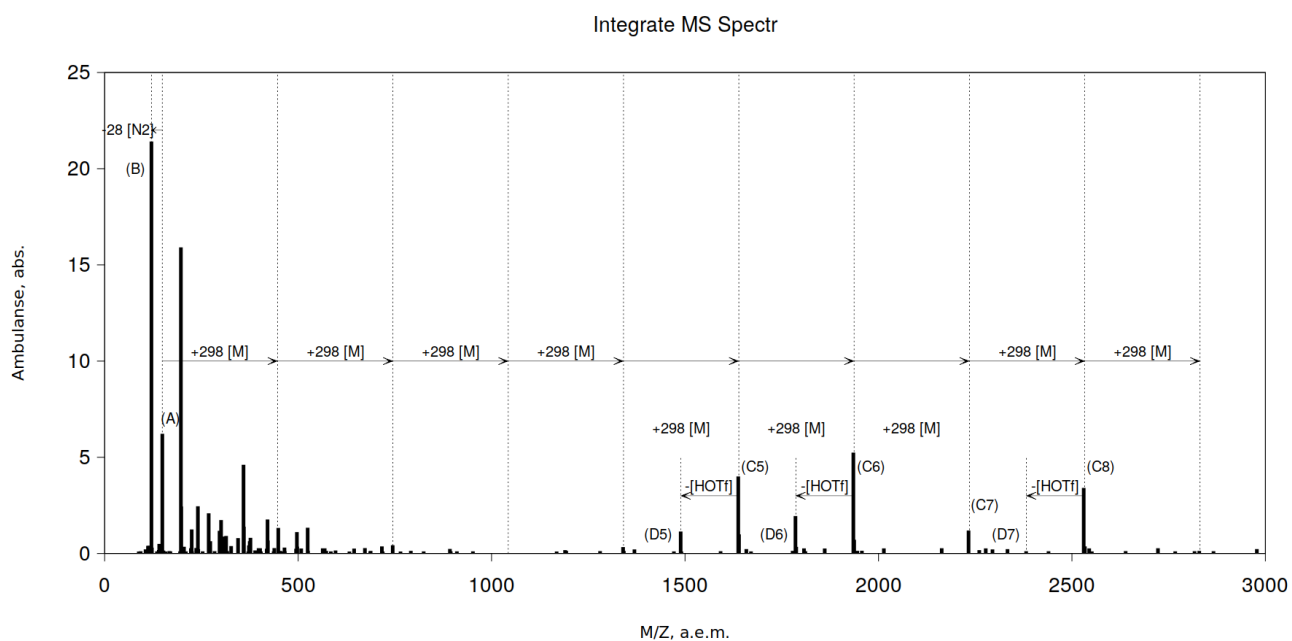 Integrate MS Spectr
25
-28 [N2]
(B)
20
15
Ambulanse, abs.
10
+298 [M] +298 [M] +298 [M] +298 [M] +298 [M] +298 [M]
(A)
+298 [M] +298 [M] +298 [M]
5
(C5) (C6) (C8)
-[HOTf] -[HOTf] -[HOTf]
(C7)
(D5) (D6) (D7)
0
0 500 1000 1500 2000 2500 3000
M/Z, a.e.m.